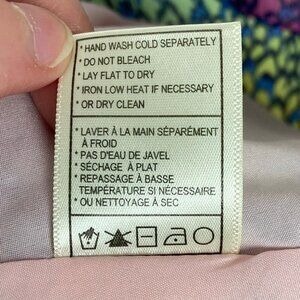 * HAND WASH COLD SEPARATELY
* DO NOT BLEACH
* LAY FLAT TO DRY
* IRON LOW HEAT IF NECESSARY
* OR DRY CLEAN
* LAVER À LA MAIN SÉPARÉMENT
À FROID
* PAS D'EAU DE JAVEL
* SÉCHAGE À PLAT
* REPASSAGE À BASSE
TEMPÉRATURE SI NÉCESSAIRE
* OU NETTOYAGE À SEC